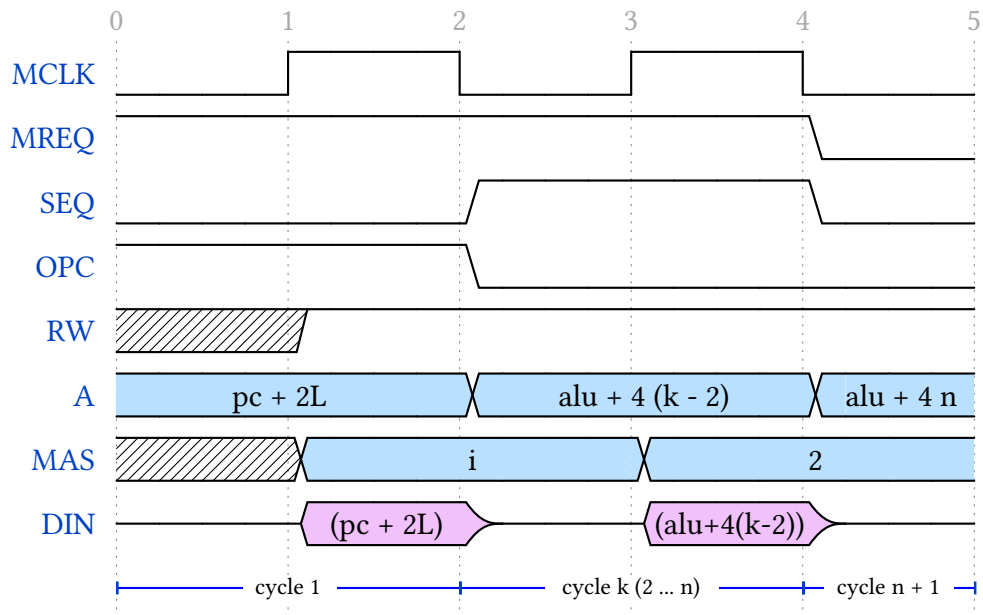 0 1 2 3 4 5
MCLK
MREQ
SEQ
OPC
RW
A pc + 2L alu + 4 (k - 2) alu + 4 n
MAS i 2
DIN (pc + 2L) (alu+4(k-2))
cycle 1 cycle k (2 ... n) cycle n + 1